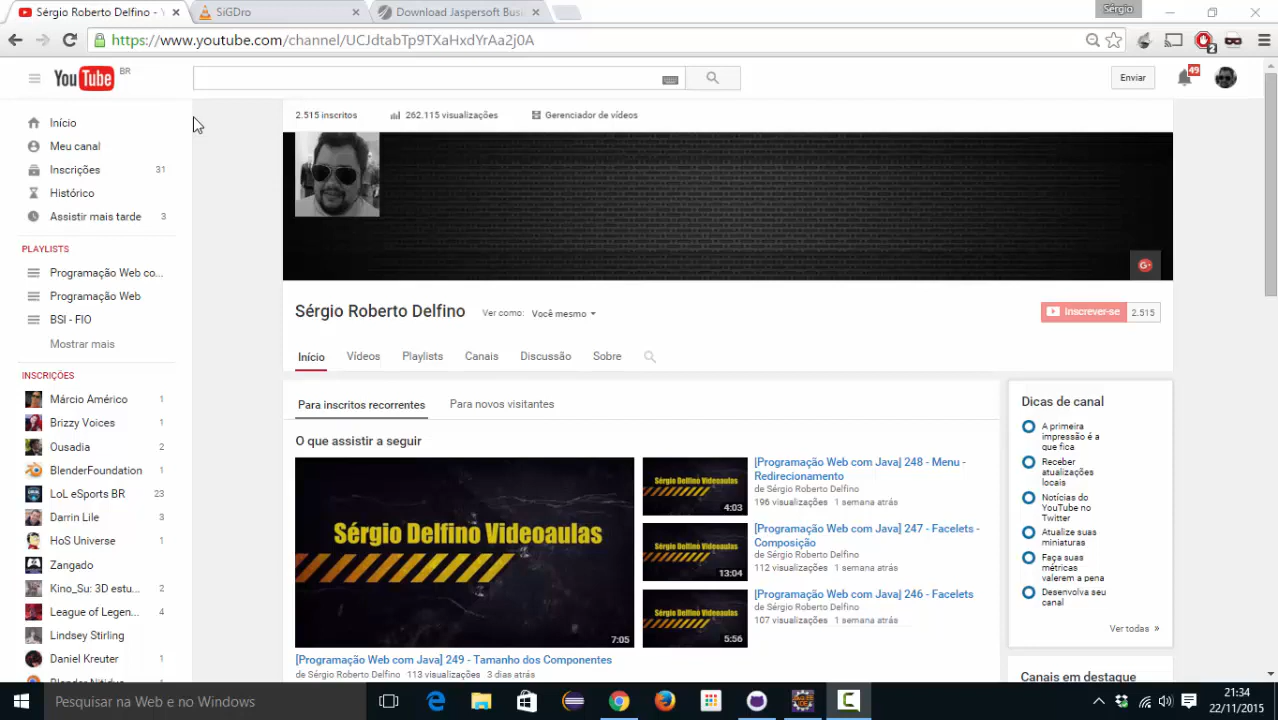 Sérgio Roberto Delfino - Y
SiGDro
Download Jaspersoft Busi
Sérgio
https://www.youtube.com/channel/UCJdtabTp9TXaHxdYrAa2j0A
2
YouTube BR
Enviar
49
Início
Meu canal
Inscrições 31
Histórico
Assistir mais tarde 3
PLAYLISTS
Programação Web co...
Programação Web
BSI - FIO
Mostrar mais
INSCRIÇÕES
Márcio Américo 1
Brizzy Voices 1
Ousadia 2
BlenderFoundation 1
LoL eSports BR 23
Darrin Lile 3
HoS Universe 1
Zangado
Kino_Su: 3D estu... 2
League of Legen... 4
Lindsey Stirling
Daniel Kreuter 1
2.515 inscritos
262.115 visualizações
Gerenciador de vídeos
G+
Sérgio Roberto Delfino
Ver como: Você mesmo
Inscrever-se 2.515
Início
Vídeos
Playlists
Canais
Discussão
Sobre
Para inscritos recorrentes
Para novos visitantes
O que assistir a seguir
Sérgio Delfino Videoaulas
7:05
[Programação Web com Java] 249 - Tamanho dos Componentes
de Sérgio Roberto Delfino 113 visualizações 3 dias atrás
Sérgio Delfino Videoaulas
4:03
[Programação Web com Java] 248 - Menu -
Redirecionamento
de Sérgio Roberto Delfino
196 visualizações 1 semana atrás
Sérgio Delfino Videoaulas
13:04
[Programação Web com Java] 247 - Facelets -
Composição
de Sérgio Roberto Delfino
112 visualizações 1 semana atrás
Sérgio Delfino Videoaulas
5:56
[Programação Web com Java] 246 - Facelets
de Sérgio Roberto Delfino
107 visualizações 1 semana atrás
Dicas de canal
A primeira
impressão é a
que fica
Receber
atualizações
locais
Notícias do
YouTube no
Twitter
Atualize suas
miniaturas
Faça suas
métricas
valerem a pena
Desenvolva seu
canal
Ver todas »
Canais em destaque
Pesquisar na Web e no Windows
21:34
22/11/2015